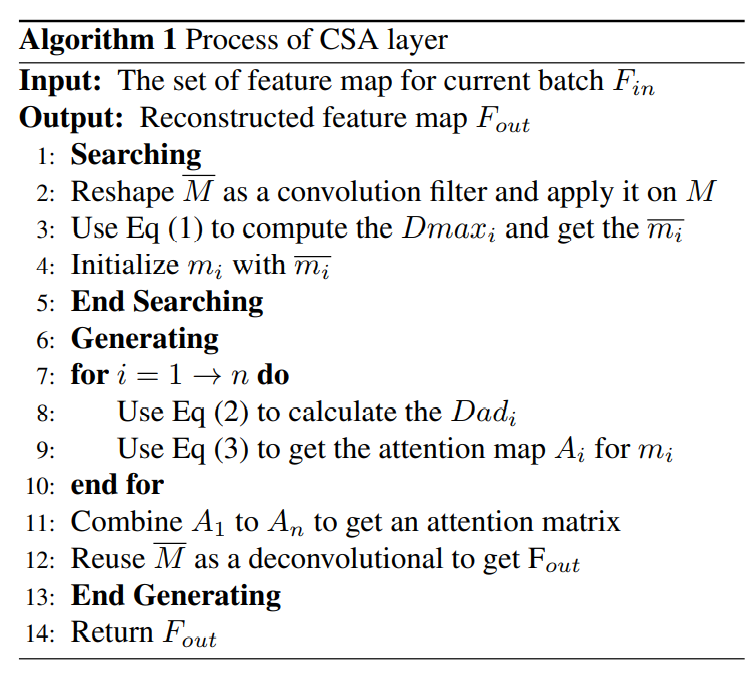 Algorithm 1 Process of CSA layer
Input: The set of feature map for current batch $F_{in}$
Output: Reconstructed feature map $F_{out}$
1: Searching
2: Reshape $\overline{M}$ as a convolution filter and apply it on $M$
3: Use Eq (1) to compute the $Dmax_i$ and get the $\overline{m_i}$
4: Initialize $m_i$ with $\overline{m_i}$
5: End Searching
6: Generating
7: for $i = 1 \rightarrow n$ do
8: Use Eq (2) to calculate the $Dad_i$
9: Use Eq (3) to get the attention map $A_i$ for $m_i$
10: end for
11: Combine $A_1$ to $A_n$ to get an attention matrix
12: Reuse $\overline{M}$ as a deconvolutional to get F$_{out}$
13: End Generating
14: Return $F_{out}$